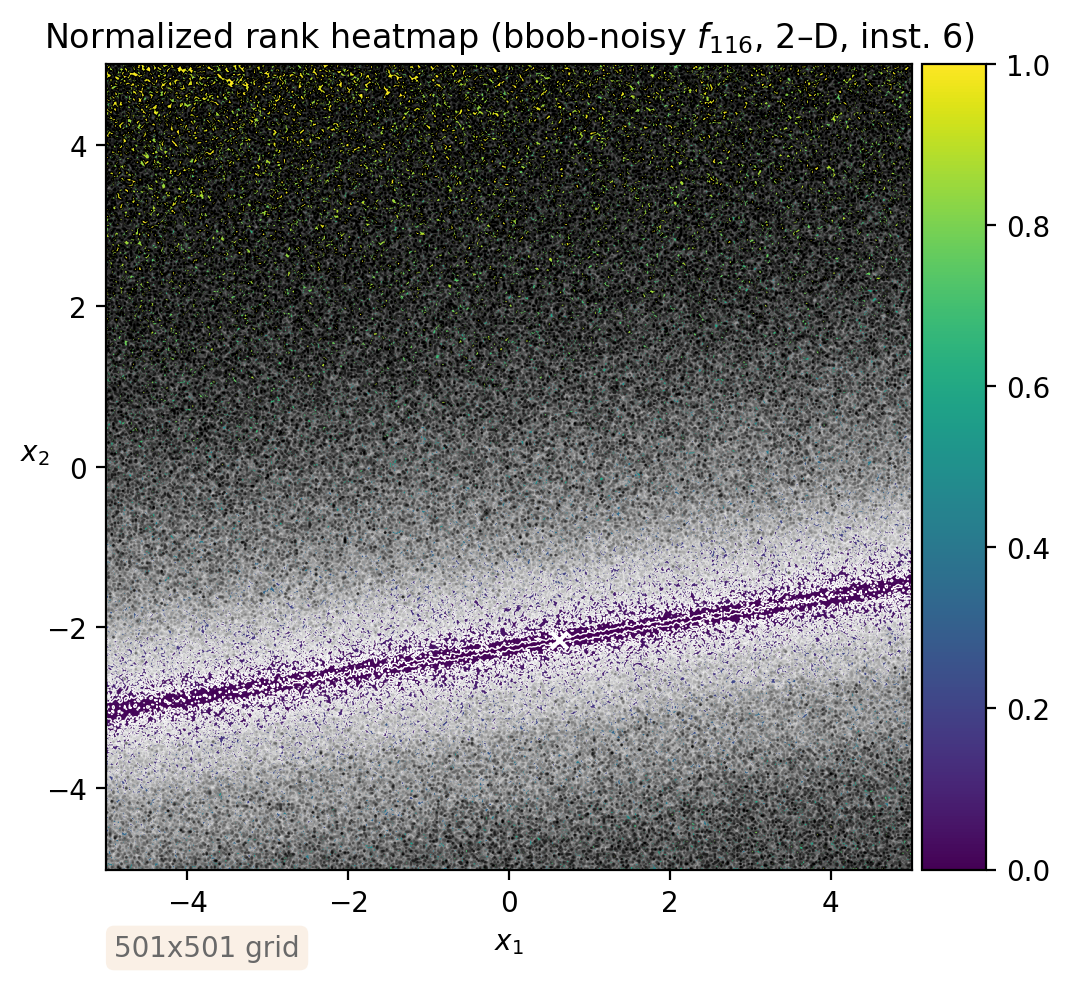 Normalized rank heatmap (bbob-noisy f₁₁₆, 2–D, inst. 6)
1.0
0.8
0.6
0.4
0.2
0.0
4
2
0
−2
−4
x₂
−4 −2 0 2 4
x₁
501x501 grid